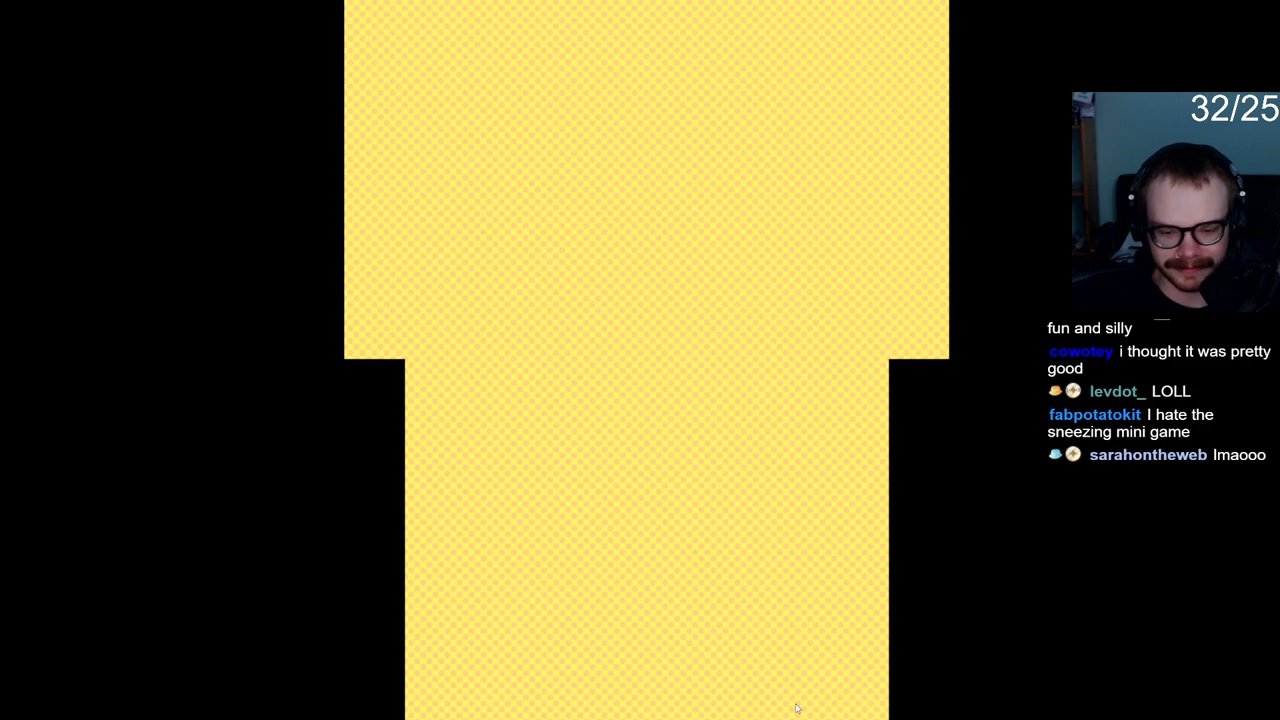 32/25
fun and silly
cowotey i thought it was pretty
good
levdot_ LOLL
fabpotatokit I hate the
sneezing mini game
sarahontheweb lmaooo